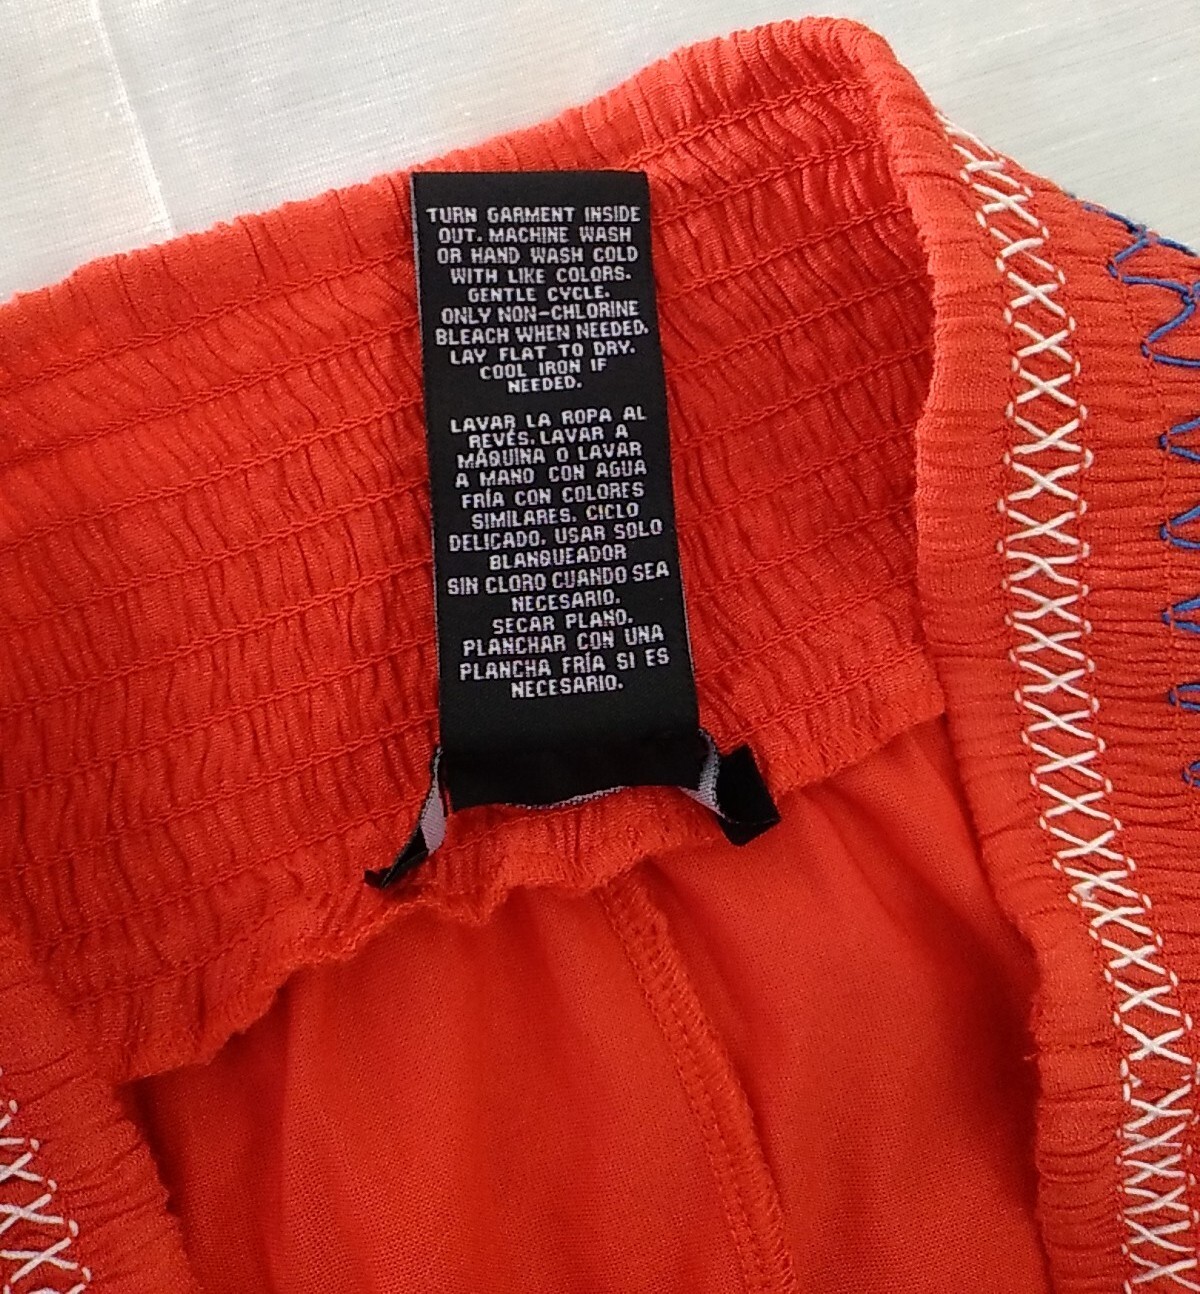 TURN GARMENT INSIDE
OUT. MACHINE WASH
OR HAND WASH COLD
WITH LIKE COLORS.
GENTLE CYCLE.
ONLY NON-CHLORINE
BLEACH WHEN NEEDED.
LAY FLAT TO DRY.
COOL IRON IF
NEEDED.
LAVAR LA ROPA AL
REVÉS. LAVAR A
MÁQUINA O LAVAR
A MANO CON AGUA
FRÍA CON COLORES
SIMILARES. CICLO
DELICADO. USAR SOLO
BLANQUEADOR
SIN CLORO CUANDO SEA
NECESARIO.
SECAR PLANO.
PLANCHAR CON UNA
PLANCHA FRÍA SI ES
NECESARIO.